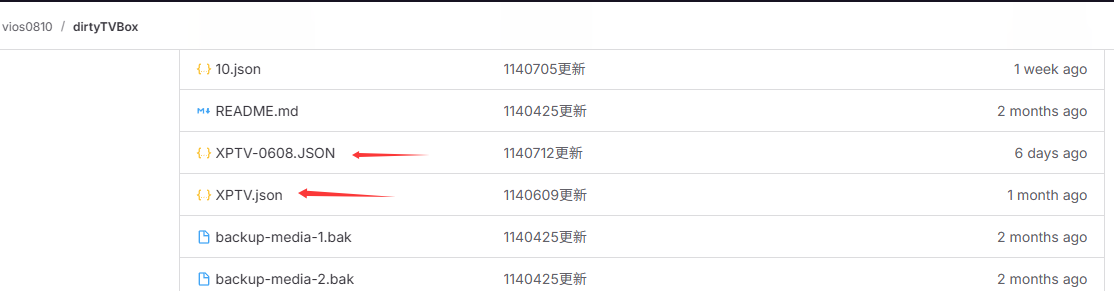 vios0810 / dirtyTVBox
10.json 1140705更新 1 week ago
README.md 1140425更新 2 months ago
XPTV-0608.JSON 1140712更新 6 days ago
XPTV.json 1140609更新 1 month ago
backup-media-1.bak 1140425更新 2 months ago
backup-media-2.bak 1140425更新 2 months ago